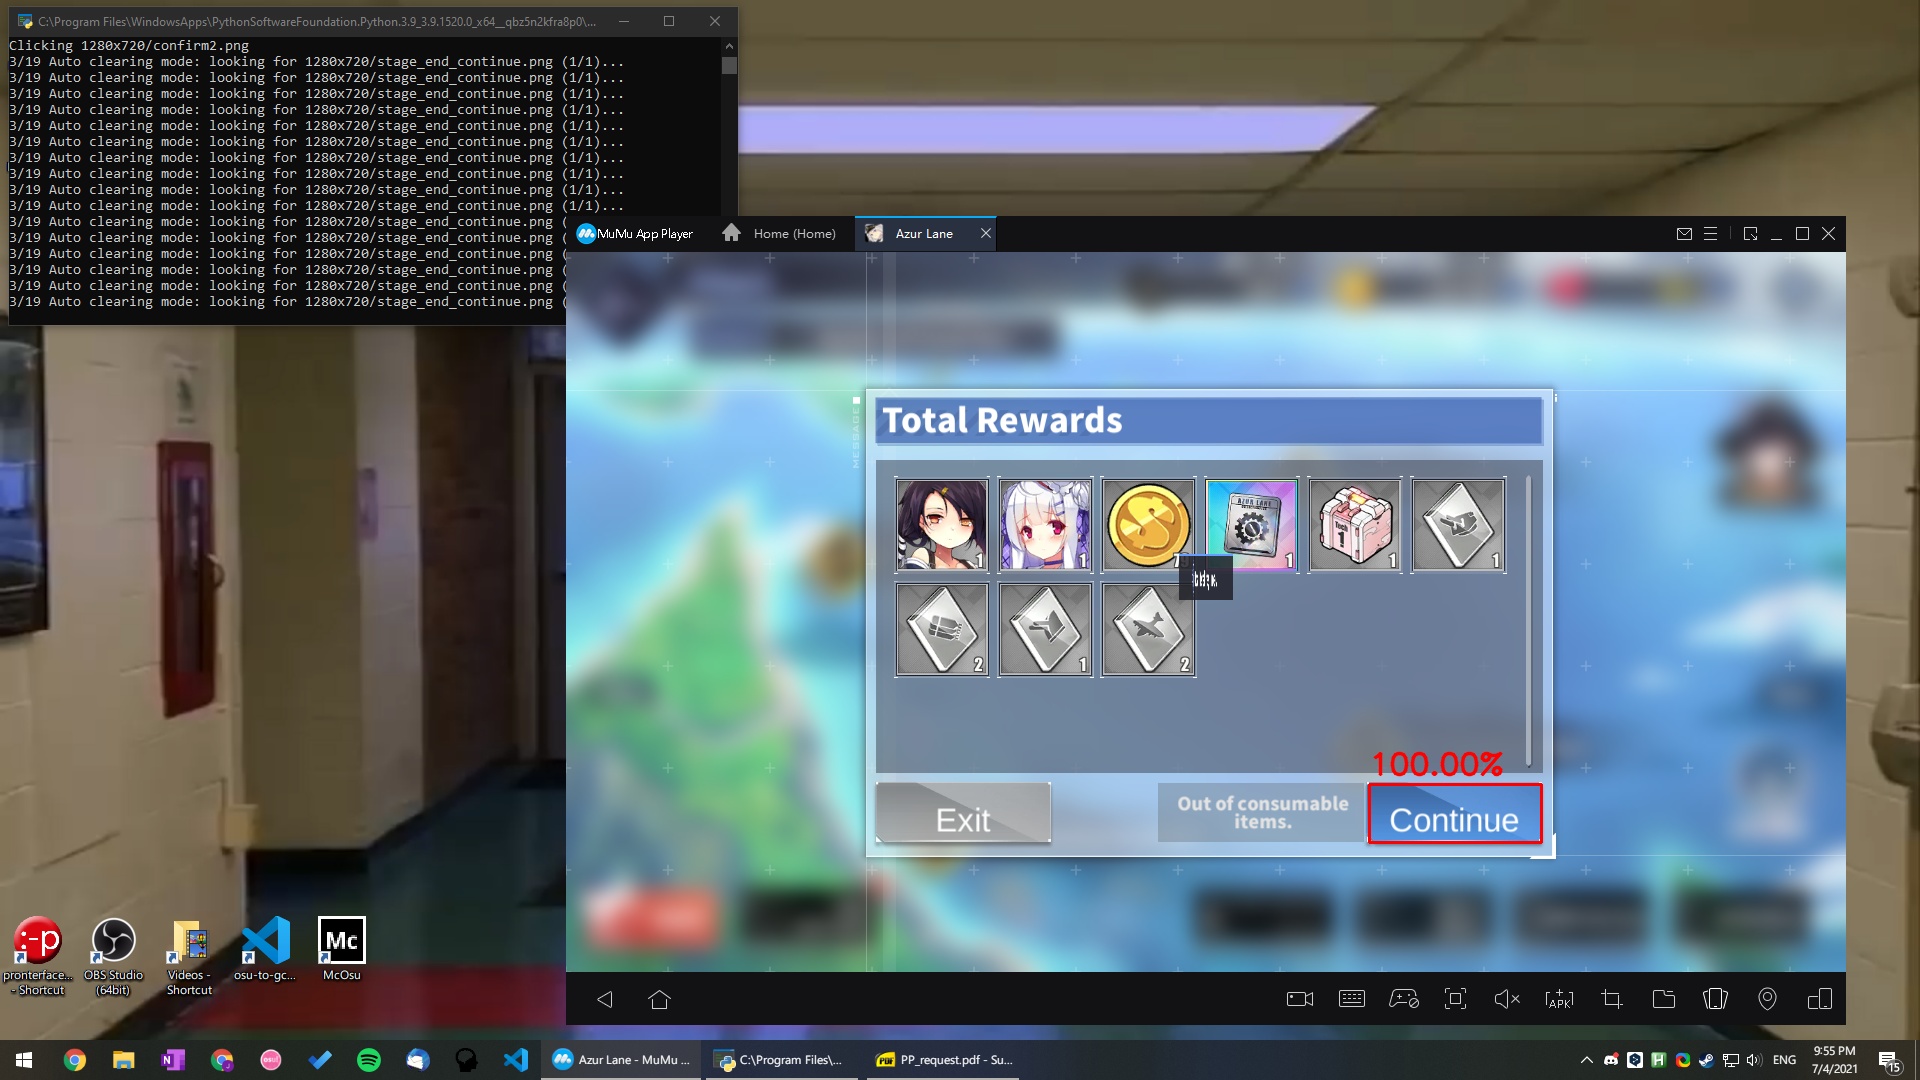 C:\Program Files\WindowsApps\PythonSoftwareFoundation.Python.3.9_3.9.1520.0_x64__qbz5n2kfra8p0\...
Clicking 1280x720/confirm2.png
3/19 Auto clearing mode: looking for 1280x720/stage_end_continue.png (1/1)...
3/19 Auto clearing mode: looking for 1280x720/stage_end_continue.png (1/1)...
3/19 Auto clearing mode: looking for 1280x720/stage_end_continue.png (1/1)...
3/19 Auto clearing mode: looking for 1280x720/stage_end_continue.png (1/1)...
3/19 Auto clearing mode: looking for 1280x720/stage_end_continue.png (1/1)...
3/19 Auto clearing mode: looking for 1280x720/stage_end_continue.png (1/1)...
3/19 Auto clearing mode: looking for 1280x720/stage_end_continue.png (1/1)...
3/19 Auto clearing mode: looking for 1280x720/stage_end_continue.png (1/1)...
3/19 Auto clearing mode: looking for 1280x720/stage_end_continue.png (1/1)...
3/19 Auto clearing mode: looking for 1280x720/stage_end_continue.png (1/1)...
3/19 Auto clearing mode: looking for 1280x720/stage_end_continue.png (
3/19 Auto clearing mode: looking for 1280x720/stage_end_continue.png (
3/19 Auto clearing mode: looking for 1280x720/stage_end_continue.png (
3/19 Auto clearing mode: looking for 1280x720/stage_end_continue.png (
3/19 Auto clearing mode: looking for 1280x720/stage_end_continue.png (
3/19 Auto clearing mode: looking for 1280x720/stage_end_continue.png (
MuMu App Player
Home (Home)
Azur Lane
MESSAGE
Total Rewards
1
1
AZUR LANE
1
Tech 1
1
1
2
1
2
100.00%
Exit
Out of consumable
items.
Continue
APK
:-p
Mc
pronterface... - Shortcut
OBS Studio (64bit)
Videos - Shortcut
osu-to-gc...
McOsu
Azur Lane - MuMu ...
C:\Program Files\...
PDF
PP_request.pdf - Su...
ENG
9:55 PM
7/4/2021
15